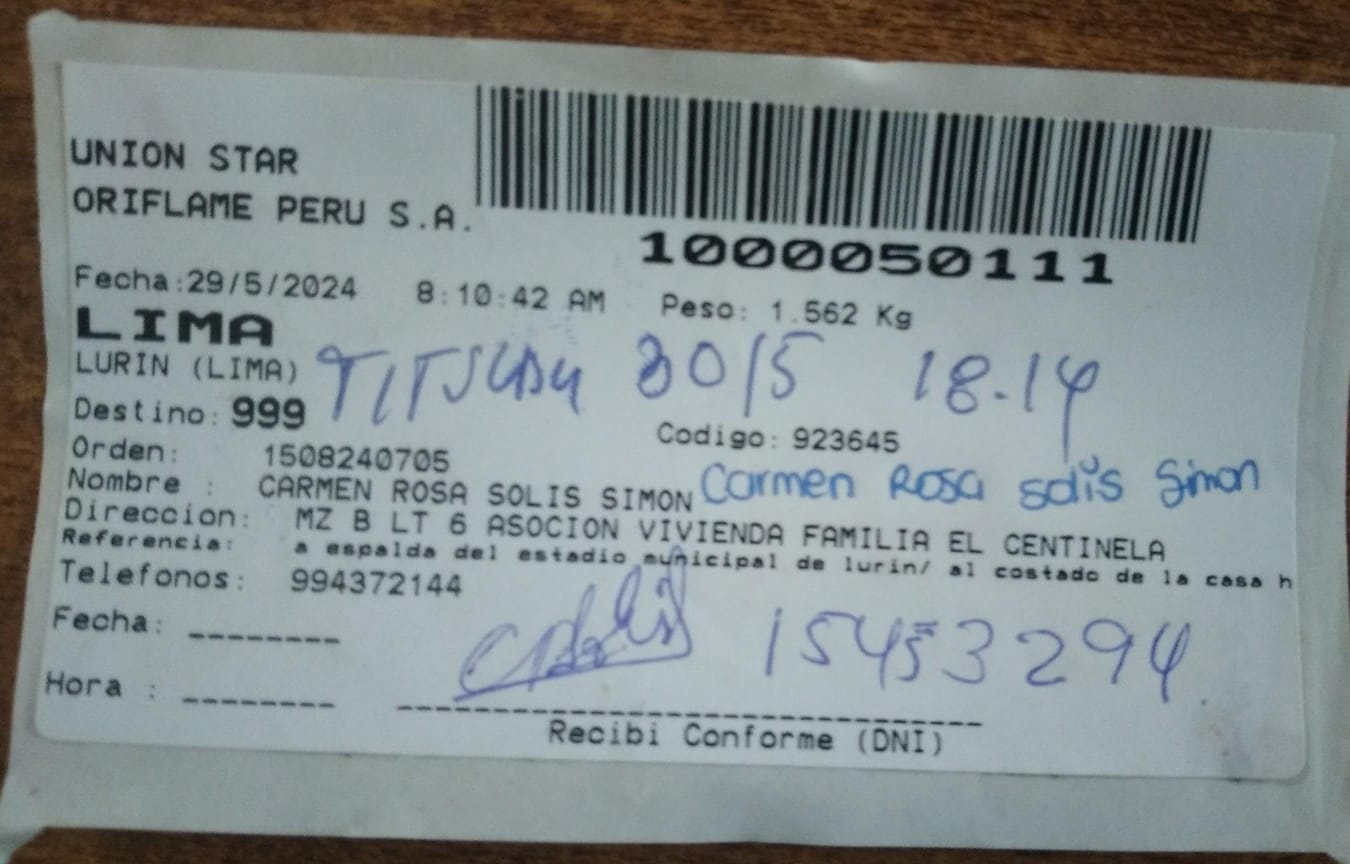 UNION STAR
ORIFLAME PERU S.A.
1000050111
Fecha:29/5/2024 8:10:42 AM Peso: 1.562 Kg
LIMA
LURIN (LIMA) TITSUDY 30/5 18.14
Destino: 999 Codigo: 923645
Orden: 1508240705
Nombre : CARMEN ROSA SOLIS SIMON Carmen Rosa solis Simon
Direccion: MZ B LT 6 ASOCION VIVIENDA FAMILIA EL CENTINELA
Referencia: a espalda del estadio municipal de lurin/ al costado de la casa h
Telefonos: 994372144
Fecha: _________
Hora : _________
15453294
Recibi Conforme (DNI)